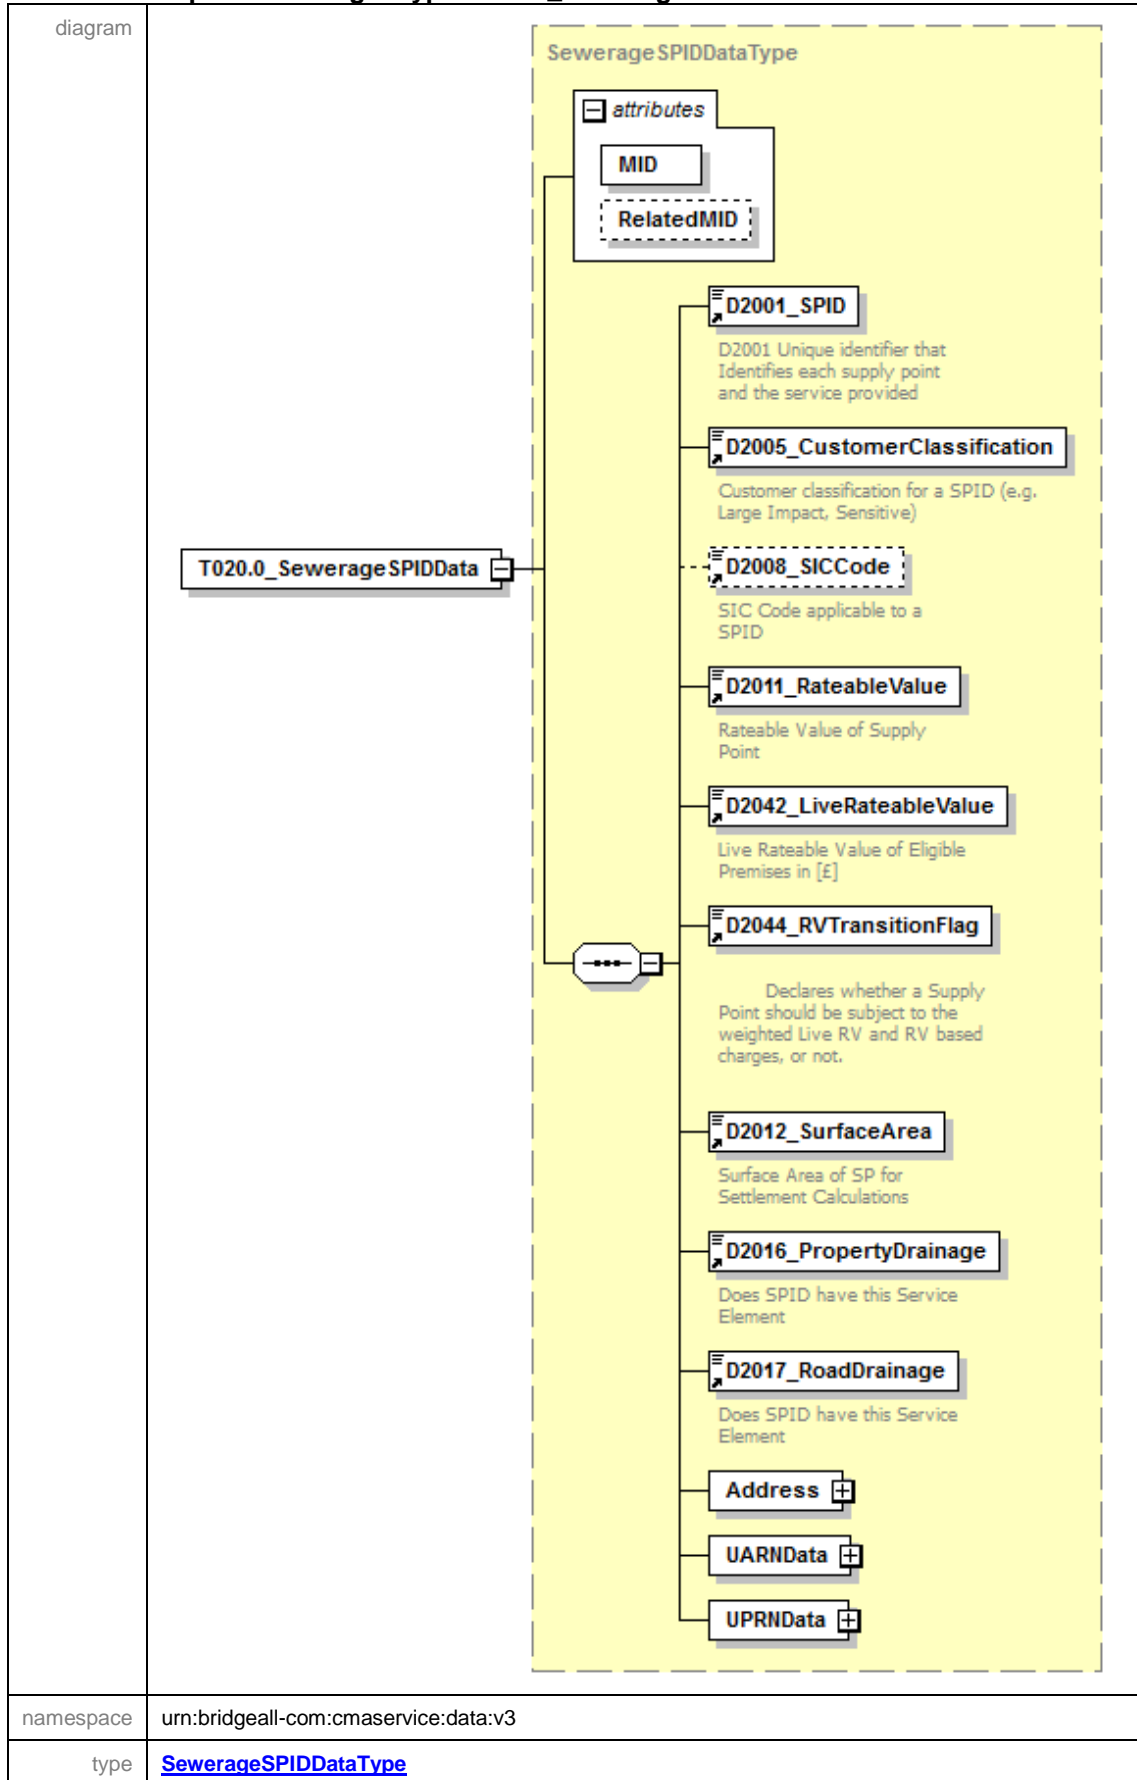 diagram
SewerageSPIDDataType
attributes
MID
RelatedMID
D2001_SPID
D2001 Unique identifier that
Identifies each supply point
and the service provided
D2005_CustomerClassification
Customer classification for a SPID (e.g.
Large Impact, Sensitive)
T020.0_SewerageSPIDData
D2008_SICCode
SIC Code applicable to a
SPID
D2011_RateableValue
Rateable Value of Supply
Point
D2042_LiveRateableValue
Live Rateable Value of Eligible
Premises in [£]
D2044_RVTransitionFlag
Declares whether a Supply
Point should be subject to the
weighted Live RV and RV based
charges, or not.
D2012_SurfaceArea
Surface Area of SP for
Settlement Calculations
D2016_PropertyDrainage
Does SPID have this Service
Element
D2017_RoadDrainage
Does SPID have this Service
Element
Address
UARNData
UPRNData
namespace urn:bridgeall-com:cmaservice:data:v3
type SewerageSPIDDataType